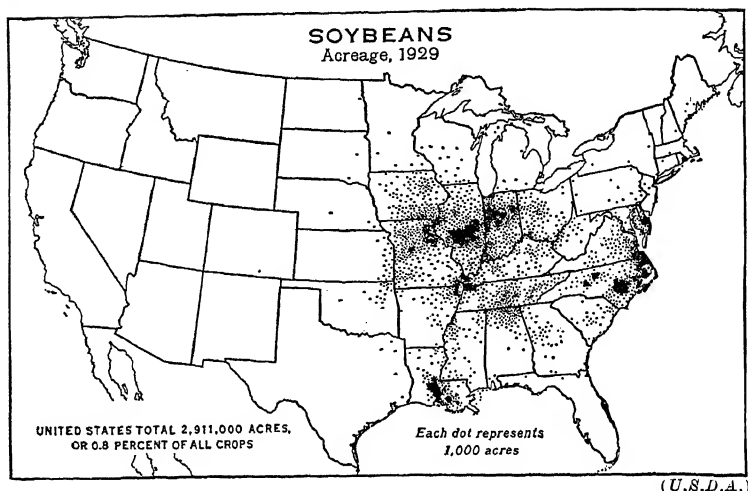 SOYBEANS
Acreage, 1929
UNITED STATES TOTAL 2,911,000 ACRES,
OR 0.8 PERCENT OF ALL CROPS
Each dot represents
1,000 acres
(U.S.D.A.)